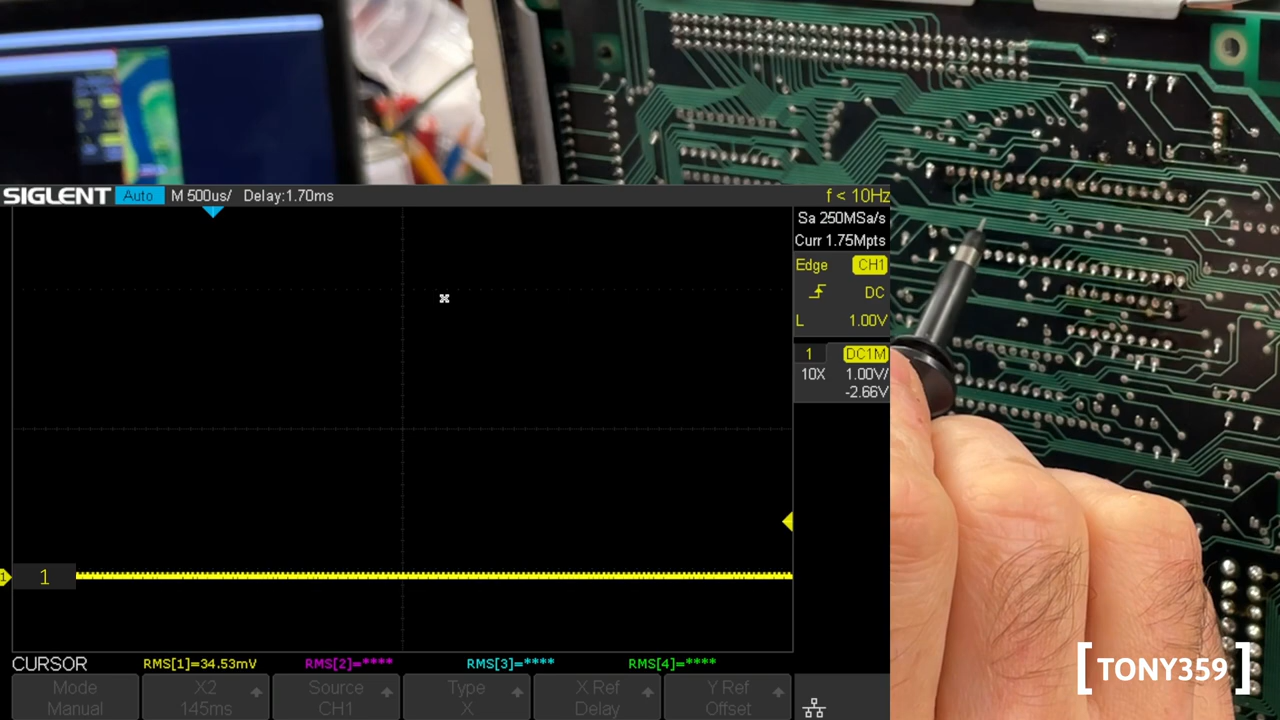 SIGLENT Auto M 500us/ Delay:1.70ms f < 10Hz
Sa 250MSa/s
Curr 1.75Mpts
Edge CH1
DC
L 1.00V
1 DC1M
10X 1.00V/
-2.66V
1 1
CURSOR RMS[1]=34.53mV RMS[2]=**** RMS[3]=**** RMS[4]=****
Mode X2 Source Type X Ref Y Ref
Manual 145ms CH1 X Delay Offset
[TONY359]